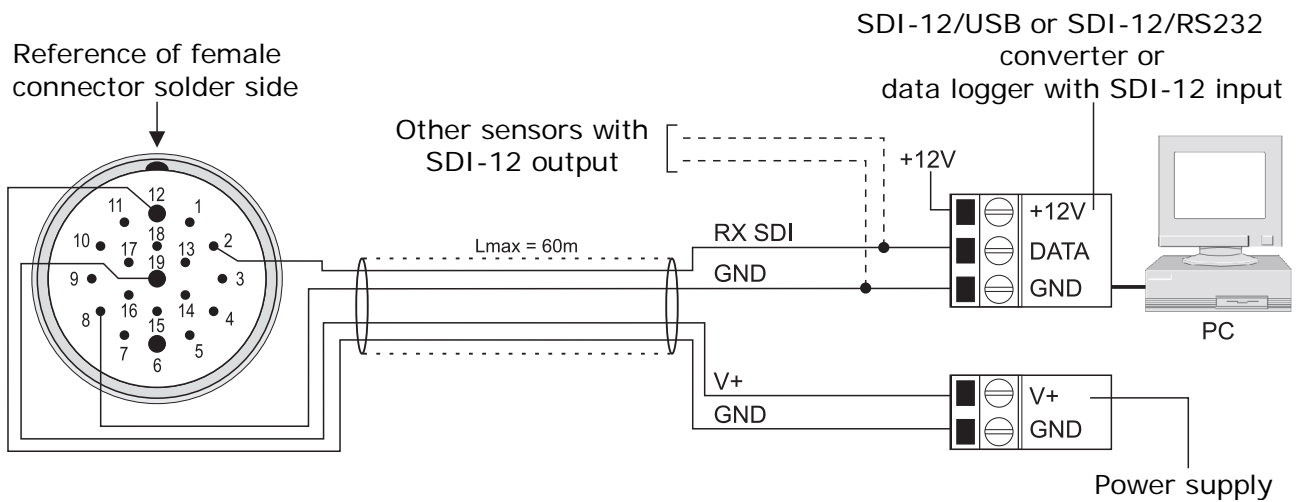 SDI-12/USB or SDI-12/RS232
converter or
data logger with SDI-12 input
Reference of female
connector solder side
Other sensors with
SDI-12 output
+12V
12
11
1
10
18
2
17
13
19
9
3
16
14
8
15
4
7
5
6
Lmax = 60m
RX SDI
GND
+12V
DATA
GND
PC
V+
GND
V+
GND
Power supply